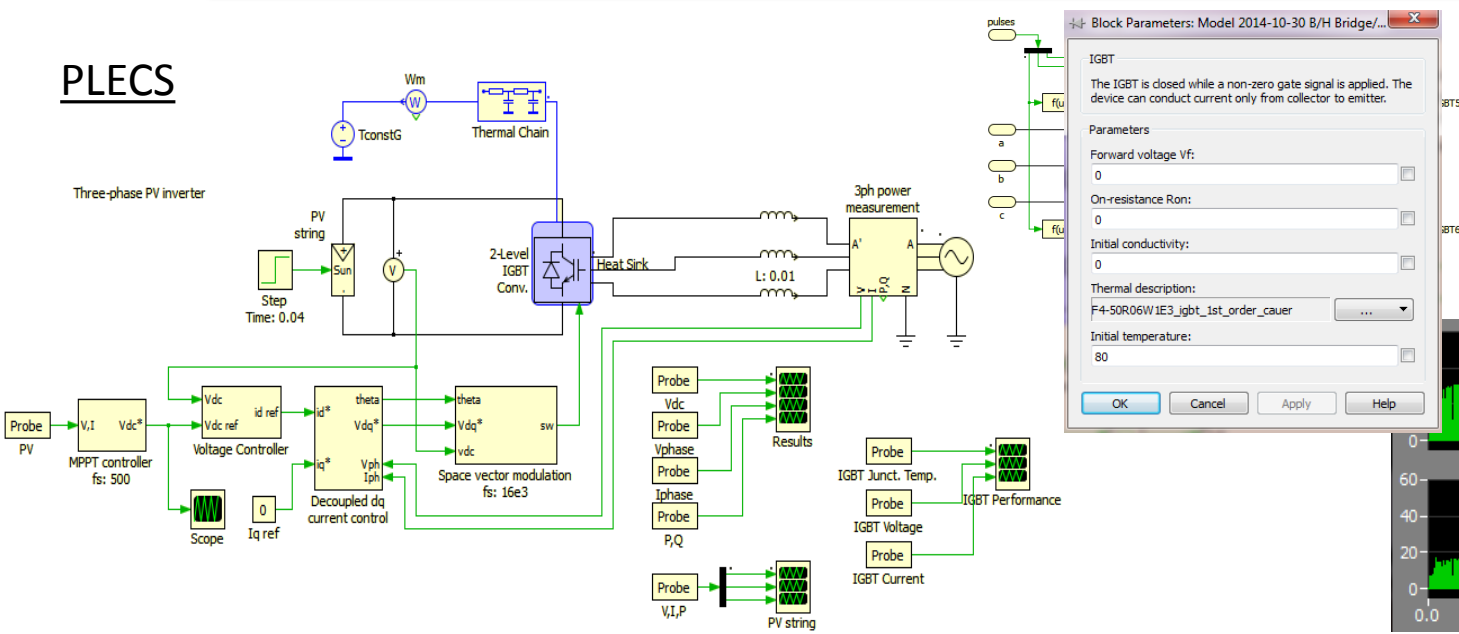 PLECS
Three-phase PV inverter
Wm
W
TconstG
Thermal Chain
PV
string
Sun
Step
Time: 0.04
V
2-Level
IGBT
Conv.
Heat Sink
L: 0.01
3ph power
measurement
A'
A
V
I
P,Q
N
Probe
PV
V,I
Vdc*
MPPT controller
fs: 500
Scope
Vdc
Vdc ref
id ref
Voltage Controller
0
Iq ref
id*
iq*
theta
Vdq*
Vph
Iph
Decoupled dq
current control
theta
Vdq*
vdc
sw
Space vector modulation
fs: 16e3
Probe
Vdc
Probe
Vphase
Probe
Iphase
Probe
P,Q
Results
Probe
V,I,P
PV string
Probe
IGBT Junct. Temp.
Probe
IGBT Voltage
Probe
IGBT Current
IGBT Performance
pulses
f(u
a
b
c
f(u
Block Parameters: Model 2014-10-30 B/H Bridge/...
IGBT
The IGBT is closed while a non-zero gate signal is applied. The
device can conduct current only from collector to emitter.
Parameters
Forward voltage Vf:
0
On-resistance Ron:
0
Initial conductivity:
0
Thermal description:
F4-50R06W1E3_igbt_1st_order_cauer
...
Initial temperature:
80
OK
Cancel
Apply
Help
0
60
40
20
0
0.0